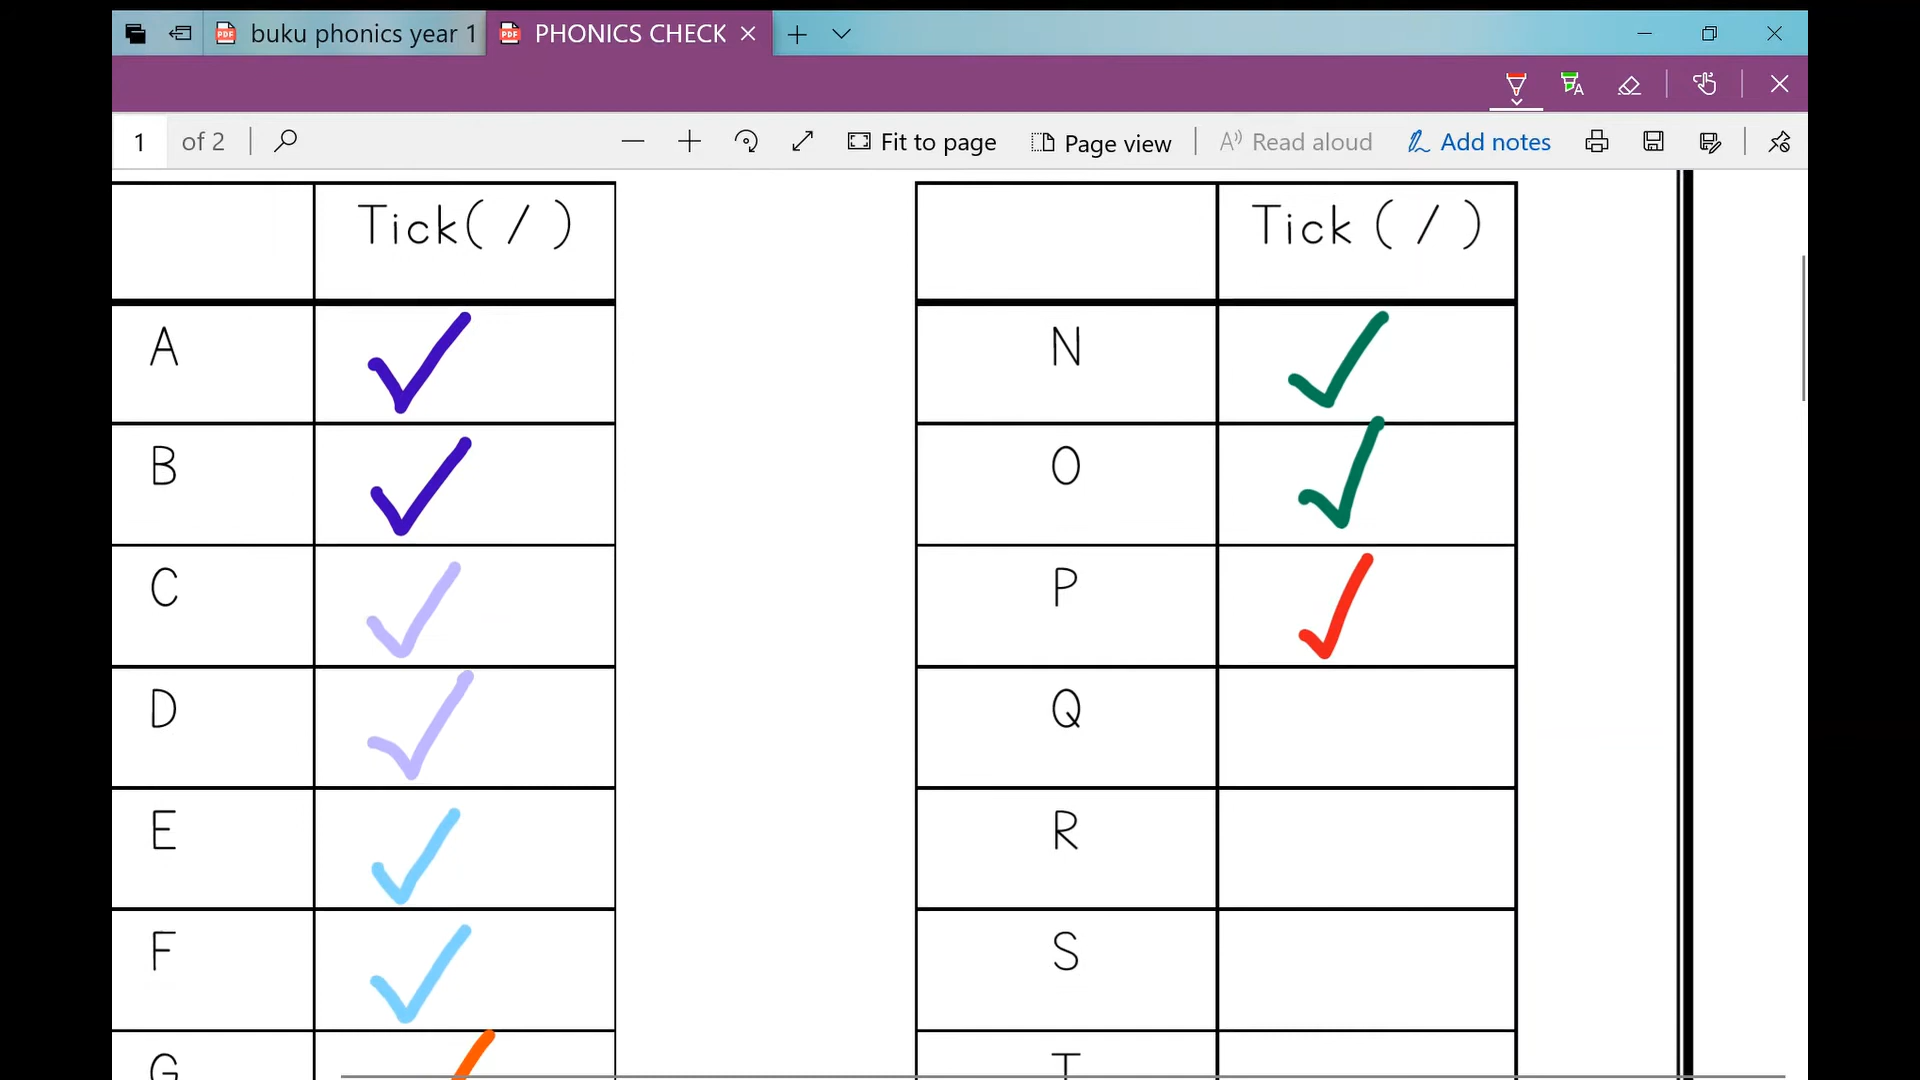 buku phonics year 1
PHONICS CHECK
1 of 2
Fit to page
Page view
Read aloud
Add notes
Tick( / )
A
B
C
D
E
F
G
Tick ( / )
N
O
P
Q
R
S
T